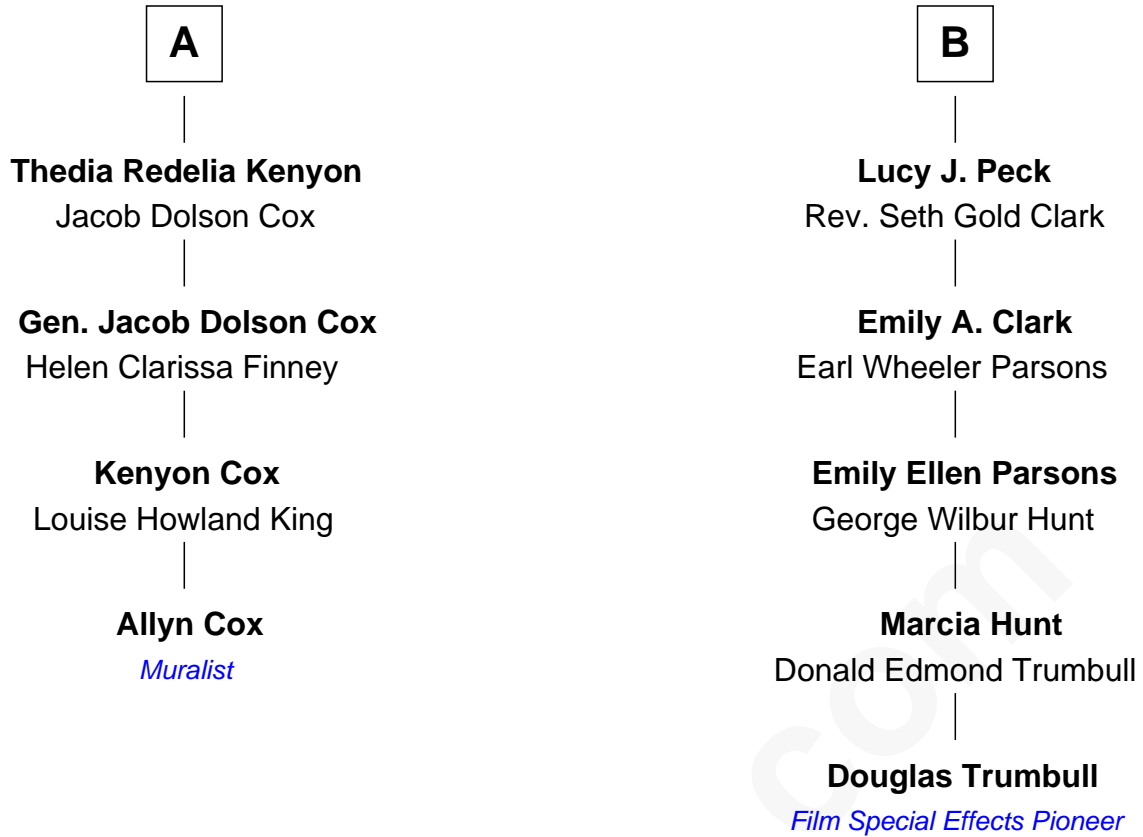 A
Thedia Redelia Kenyon
Jacob Dolson Cox
Gen. Jacob Dolson Cox
Helen Clarissa Finney
Kenyon Cox
Louise Howland King
Allyn Cox
Muralist
B
Lucy J. Peck
Rev. Seth Gold Clark
Emily A. Clark
Earl Wheeler Parsons
Emily Ellen Parsons
George Wilbur Hunt
Marcia Hunt
Donald Edmond Trumbull
Douglas Trumbull
Film Special Effects Pioneer
com